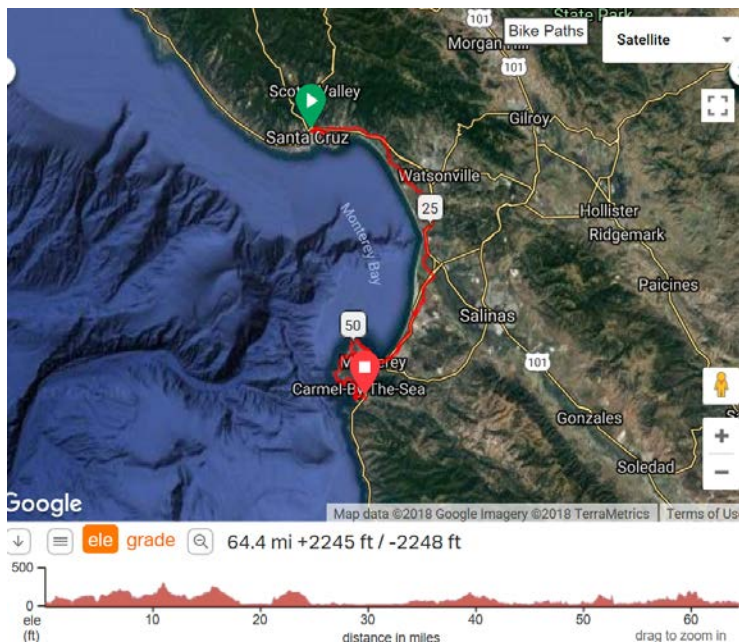 State Park
Bike Paths
Satellite
Morgan Hill
101
101
Scotts Valley
Gilroy
Santa Cruz
Watsonville
25
Hollister
Ridgemark
Monterey Bay
Paicines
Salinas
50
101
Monterey
Carmel-By-The-Sea
Gonzales
Soledad
Google
Map data ©2018 Google Imagery ©2018 TerraMetrics Terms of Us
ele grade 64.4 mi +2245 ft / -2248 ft
500
0
ele 10 20 30 40 50 60
(ft) distance in miles drag to zoom in